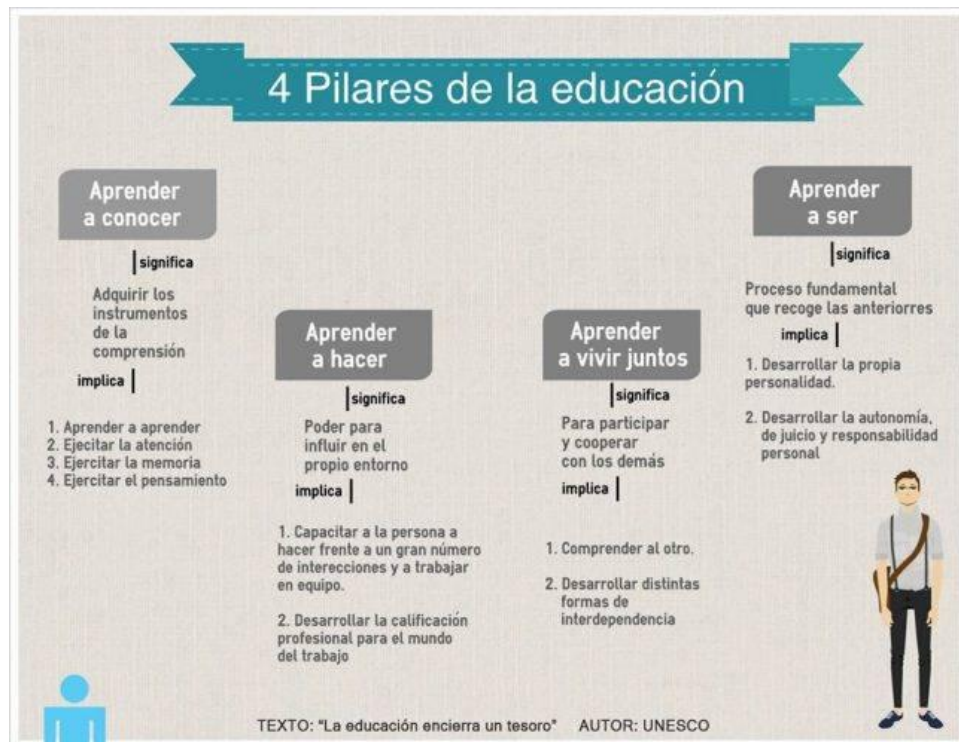 4 Pilares de la educación
Aprender
a conocer
significa
Adquirir los
instrumentos
de la
comprensión
implica
1. Aprender a aprender
2. Ejecitar la atención
3. Ejercitar la memoria
4. Ejercitar el pensamiento
Aprender
a hacer
significa
Poder para
influir en el
propio entorno
implica
1. Capacitar a la persona a
hacer frente a un gran número
de interecciones y a trabajar
en equipo.
2. Desarrollar la calificación
profesional para el mundo
del trabajo
Aprender
a vivir juntos
significa
Para participar
y cooperar
con los demás
implica
1. Comprender al otro.
2. Desarrollar distintas
formas de
interdependencia
Aprender
a ser
significa
Proceso fundamental
que recoge las anteriorres
implica
1. Desarrollar la propia
personalidad.
2. Desarrollar la autonomía,
de juicio y responsabilidad
personal
TEXTO: "La educación encierra un tesoro" AUTOR: UNESCO